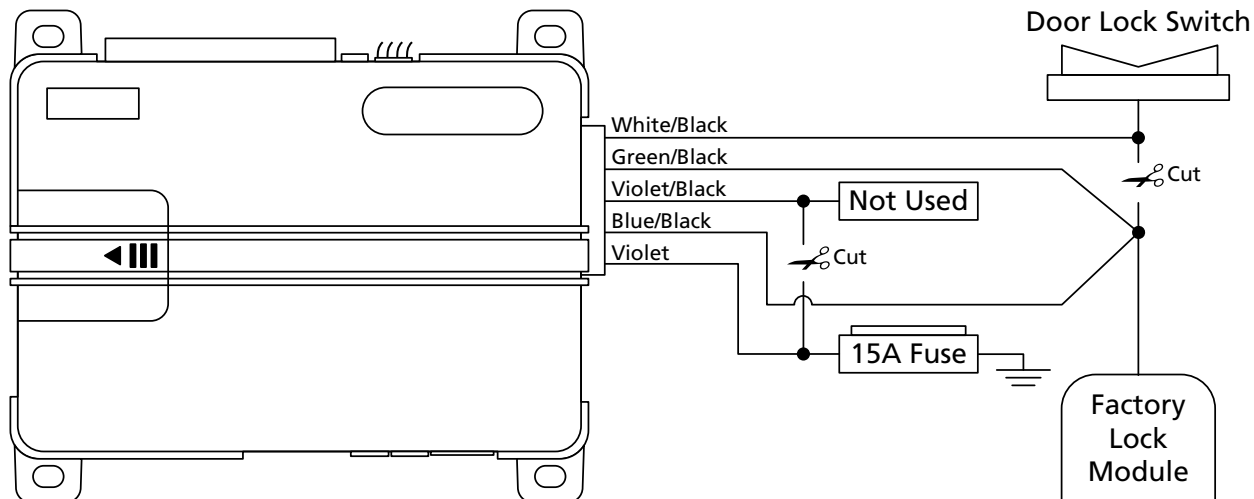 Door Lock Switch
White/Black
Green/Black
Cut
Violet/Black
Not Used
Blue/Black
Violet
Cut
15A Fuse
Factory
Lock
Module